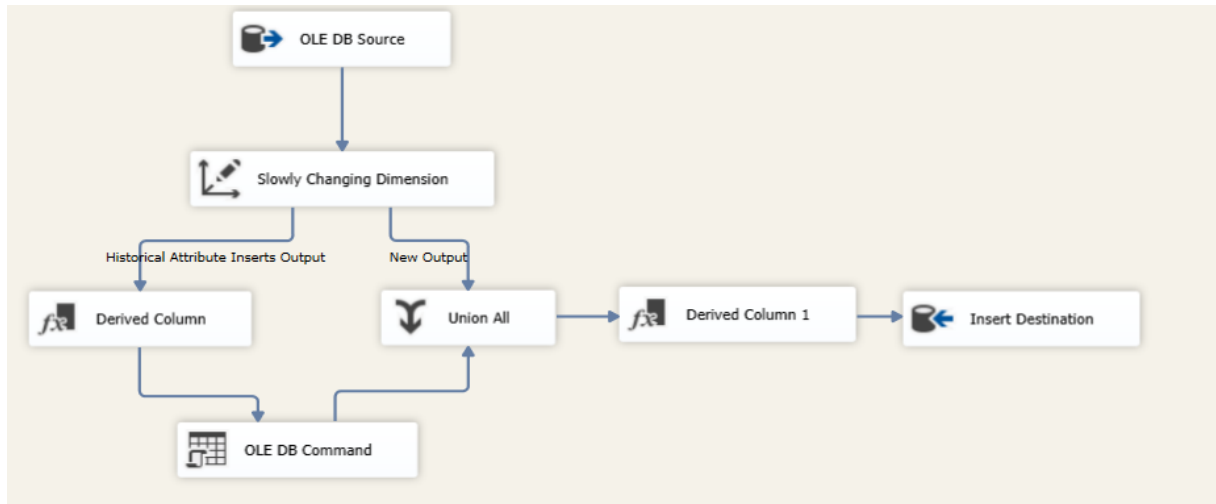 OLE DB Source
Slowly Changing Dimension
Historical Attribute Inserts Output
New Output
Derived Column
Union All
Derived Column 1
Insert Destination
OLE DB Command